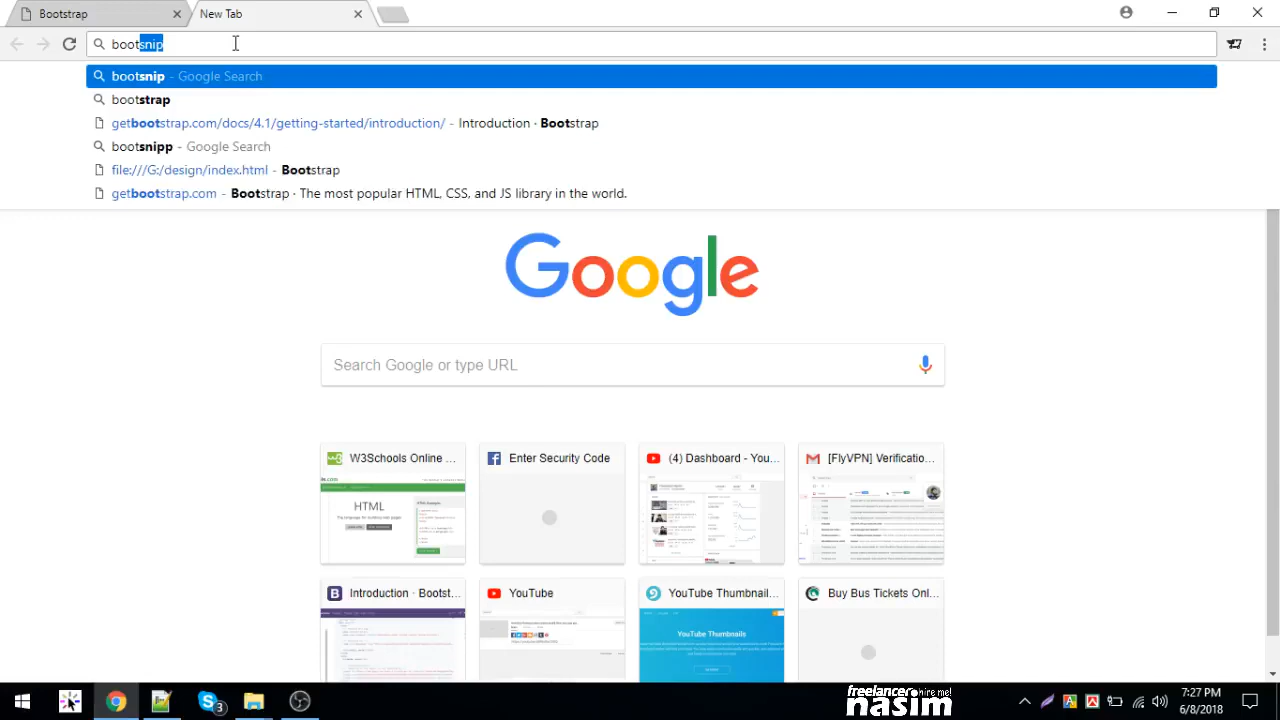 Bootstrap
New Tab
bootsnip
bootsnip - Google Search
bootstrap
getbootstrap.com/docs/4.1/getting-started/introduction/ - Introduction · Bootstrap
bootsnipp - Google Search
file:///G:/design/index.html - Bootstrap
getbootstrap.com - Bootstrap · The most popular HTML, CSS, and JS library in the world.
Google
Search Google or type URL
W3Schools Online ...
Enter Security Code
(4) Dashboard - You...
[FlyVPN] Verificatio...
HTML
Introduction · Bootst...
YouTube
YouTube Thumbnail...
Buy Bus Tickets Onl...
YouTube Thumbnails
3
freelancer hire me!
nasim
7:27 PM
6/8/2018